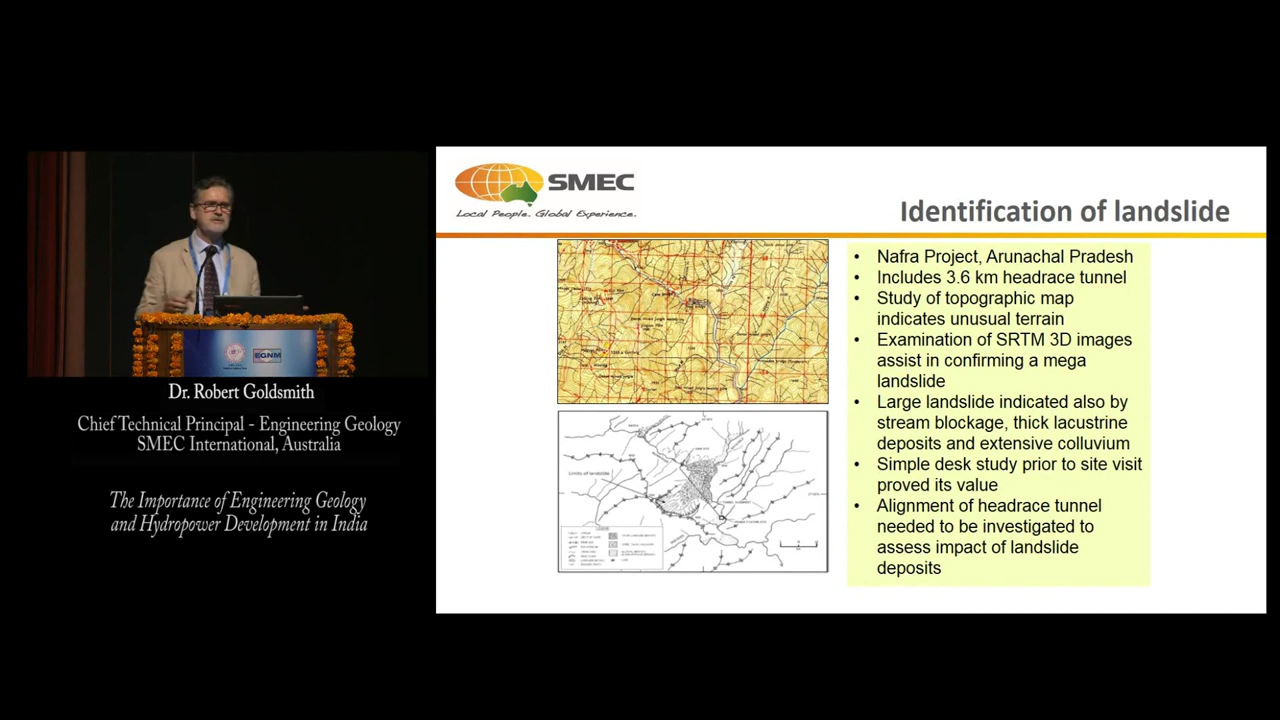 Dr. Robert Goldsmith
Chief Technical Principal - Engineering Geology
SMEC International, Australia
The Importance of Engineering Geology
and Hydropower Development in India
EGNM
SMEC
Local People. Global Experience.
Identification of landslide
• Nafra Project, Arunachal Pradesh
• Includes 3.6 km headrace tunnel
• Study of topographic map
indicates unusual terrain
• Examination of SRTM 3D images
assist in confirming a mega
landslide
• Large landslide indicated also by
stream blockage, thick lacustrine
deposits and extensive colluvium
• Simple desk study prior to site visit
proved its value
• Alignment of headrace tunnel
needed to be investigated to
assess impact of landslide
deposits
Limits of landslide